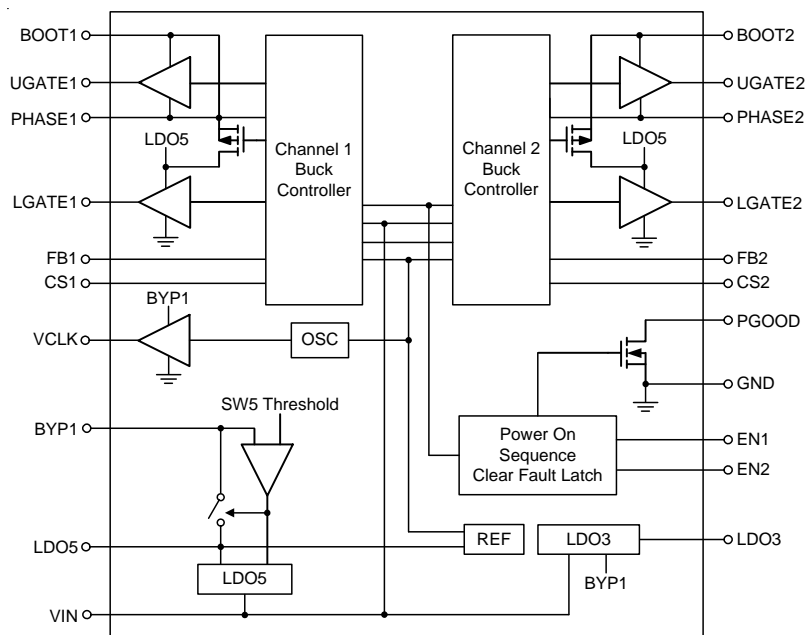 BOOT1
UGATE1
PHASE1
LDO5
LGATE1
FB1
CS1
BYP1
VCLK
OSC
Channel 1
Buck
Controller
Channel 2
Buck
Controller
BOOT2
UGATE2
PHASE2
LDO5
LGATE2
FB2
CS2
PGOOD
GND
SW5 Threshold
BYP1
Power On
Sequence
Clear Fault Latch
EN1
EN2
LDO5
REF
LDO3
LDO3
LDO5
BYP1
VIN